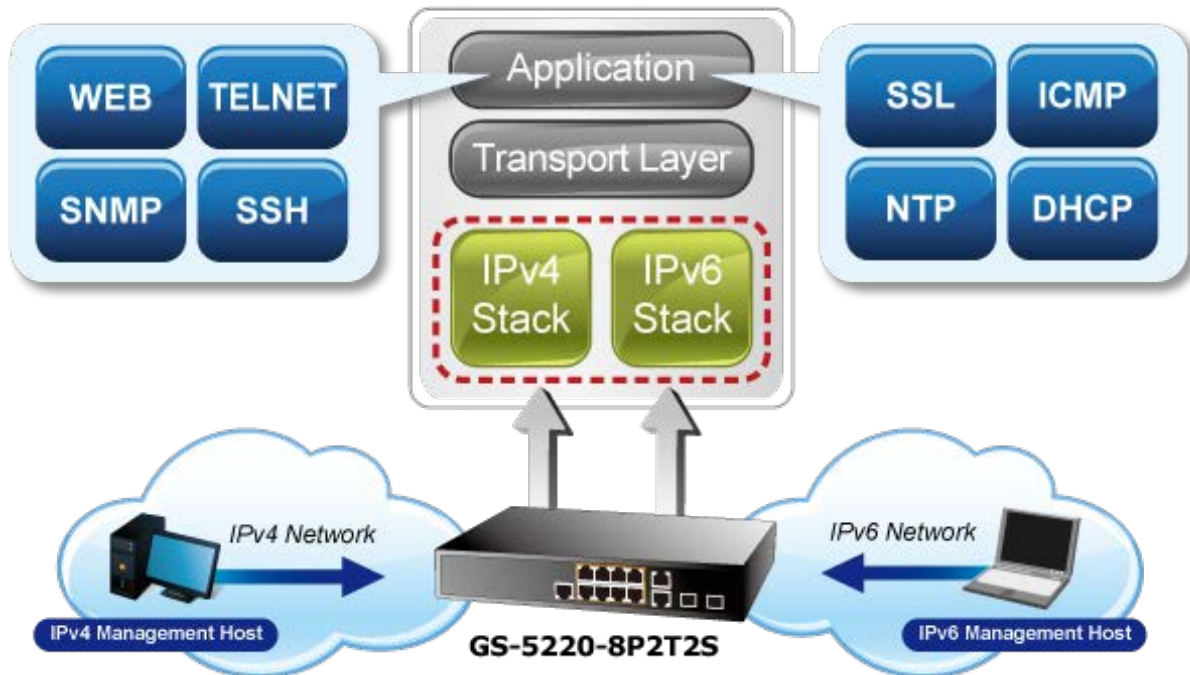 WEB
TELNET
SNMP
SSH
Application
Transport Layer
IPv4
Stack
IPv6
Stack
SSL
ICMP
NTP
DHCP
IPv4 Network
IPv4 Management Host
GS-5220-8P2T2S
IPv6 Network
IPv6 Management Host